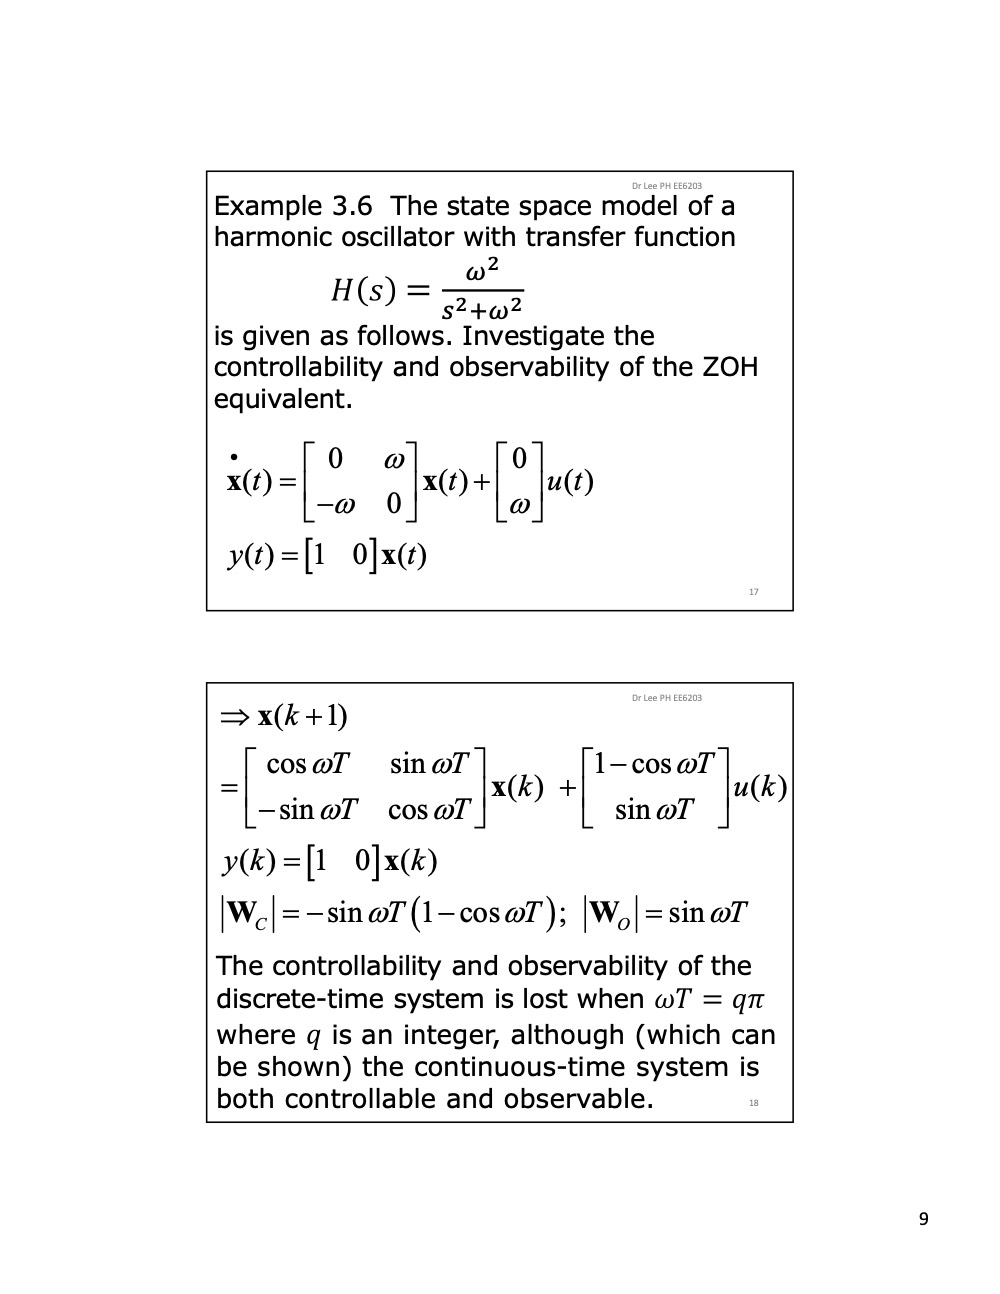 Dr Lee PH EE6203
Example 3.6  The state space model of a
harmonic oscillator with transfer function
H(s) = ω² / (s²+ω²)
is given as follows. Investigate the
controllability and observability of the ZOH
equivalent.
ẋ(t) = [0 ω; −ω 0] x(t) + [0; ω] u(t)
y(t) = [1 0] x(t)
17
Dr Lee PH EE6203
⇒ x(k+1)
= [cos ωT sin ωT; −sin ωT cos ωT] x(k) + [1−cos ωT; sin ωT] u(k)
y(k) = [1 0] x(k)
|W_C| = −sin ωT(1−cos ωT); |W_O| = sin ωT
The controllability and observability of the
discrete-time system is lost when ωT = qπ
where q is an integer, although (which can
be shown) the continuous-time system is
both controllable and observable.
18
9